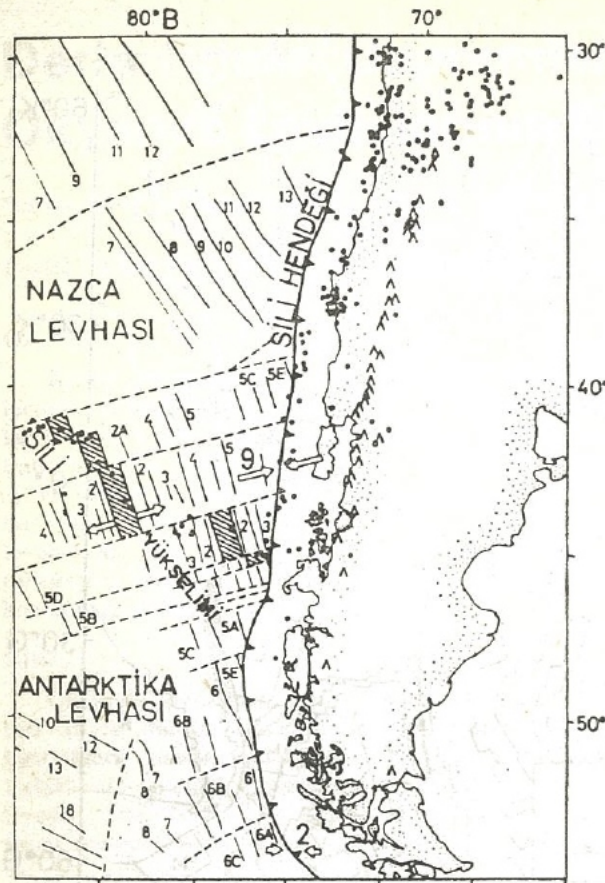 80° B
70°
30°
11
12
9
7
13
11
12
7
8
9
10
ŞİLİ HENDEĞİ
NAZCA
LEVHASI
40°
5C
5E
ŞİLİ
2A
4
5
2
3
4
5
9
2
3
4
2
3
2
3
YÜKSELİMİ
5D
5B
5A
5C
5E
6
ANTARKTİKA
LEVHASI
50°
10
12
6B
13
7
8
6
6B
18
8
7
6A
2
6C